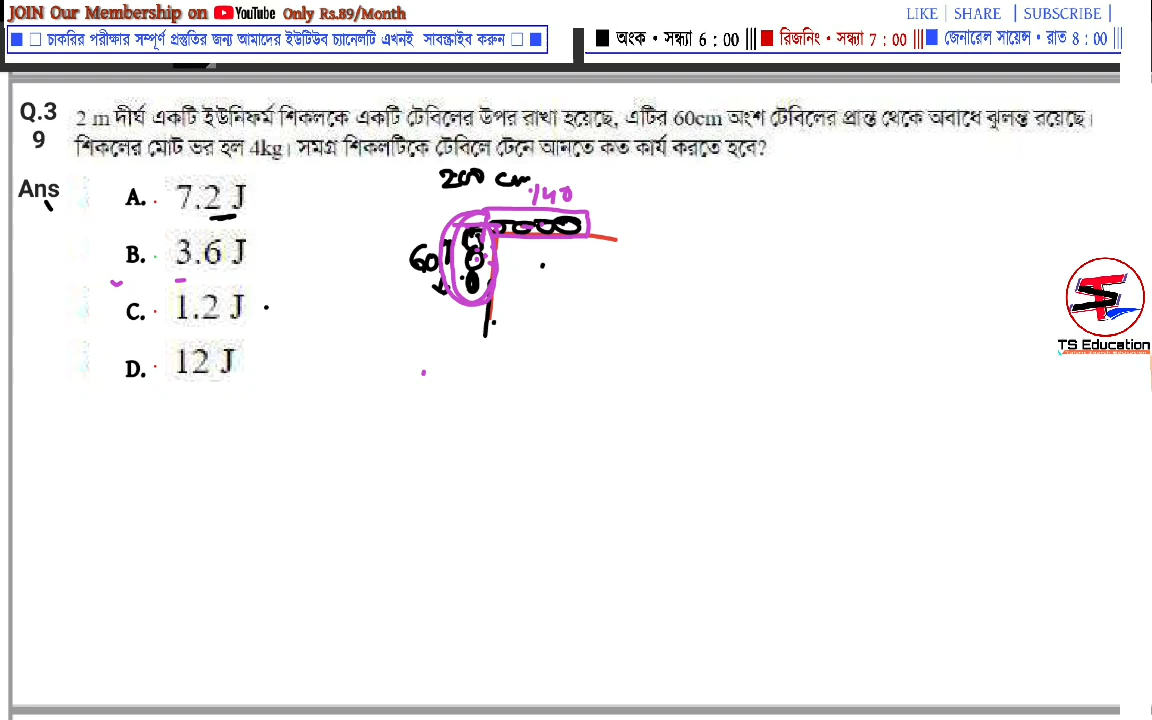 JOIN Our Membership on YouTube Only Rs.89/Month
LIKE | SHARE | SUBSCRIBE |
■ □ চাকরির পরীক্ষার সম্পূর্ণ প্রস্তুতির জন্য আমাদের ইউটিউব চ্যানেলটি এখনই সাবস্ক্রাইব করুন □ ■
■ অংক • সন্ধ্যা 6 : 00 ||| ■ রিজনিং • সন্ধ্যা 7 : 00 ||| ■ জেনারেল সায়েন্স • রাত 8 : 00 |||
Q.3
9
2 m দীর্ঘ একটি ইউনিফর্ম শিকলকে একটি টেবিলের উপর রাখা হয়েছে, এটির 60cm অংশ টেবিলের প্রান্ত থেকে অবাধে ঝুলন্ত রয়েছে।
শিকলের মোট ভর হল 4kg। সমগ্র শিকলটিকে টেবিলে টেনে আনতে কত কার্য করতে হবে?
Ans
200 cm
140
60
A. 7.2 J
B. 3.6 J
C. 1.2 J
D. 12 J
TS Education